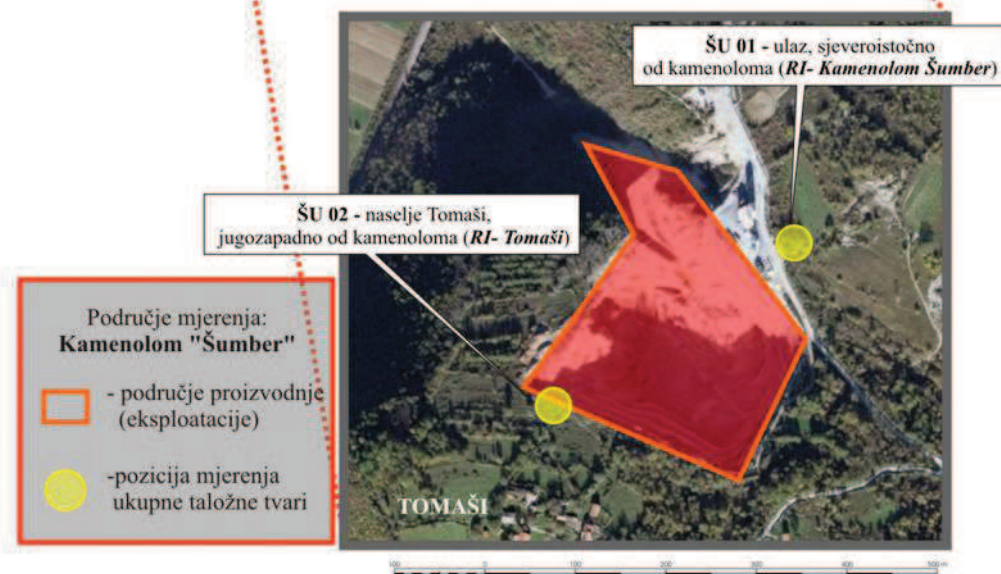 ŠU 01 - ulaz, sjeveroistočno
od kamenoloma (RI- Kamenolom Šumber)
ŠU 02 - naselje Tomaši,
jugozapadno od kamenoloma (RI- Tomaši)
Područje mjerenja:
Kamenolom "Šumber"
- područje proizvodnje
(eksploatacije)
-pozicija mjerenja
ukupne taložne tvari
TOMAŠI
100 0 100 200 300 400 500 m